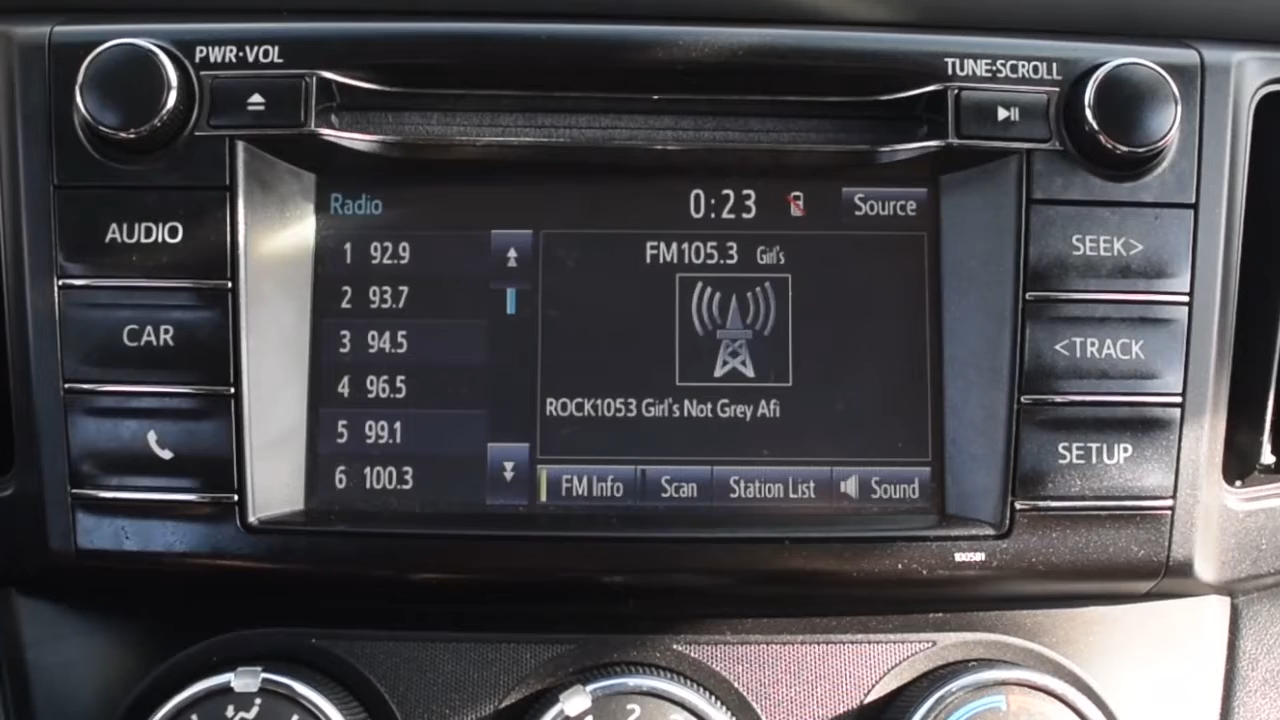 PWR·VOL
TUNE·SCROLL
AUDIO
CAR
Radio
0:23
Source
1 92.9
2 93.7
3 94.5
4 96.5
5 99.1
6 100.3
FM105.3 Girl's
ROCK1053 Girl's Not Grey Afi
FM Info
Scan
Station List
Sound
SEEK>
<TRACK
SETUP
100581
2